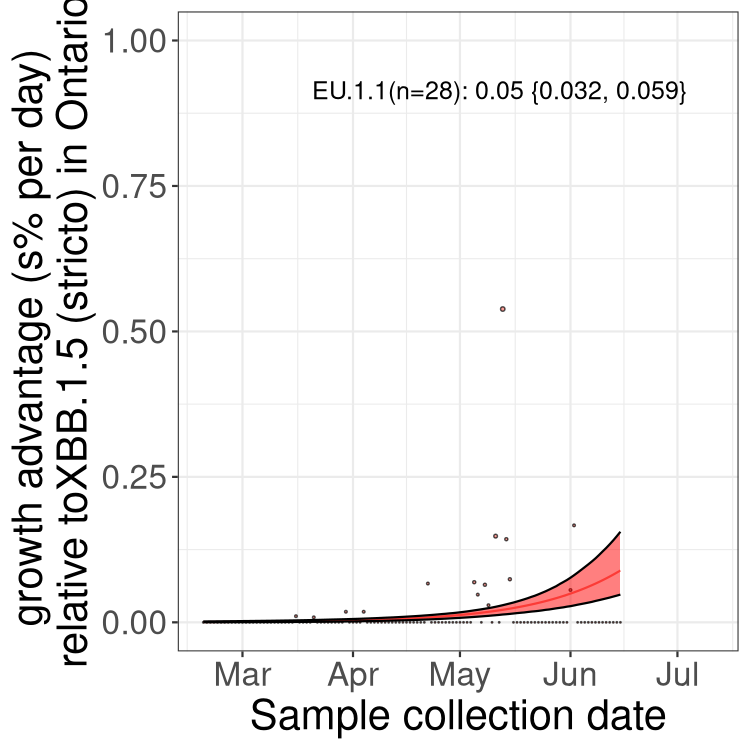 growth advantage (s% per day)
relative toXBB.1.5 (stricto) in Ontario
1.00
EU.1.1(n=28): 0.05 {0.032, 0.059}
0.75
0.50
0.25
0.00
Mar Apr May Jun Jul
Sample collection date